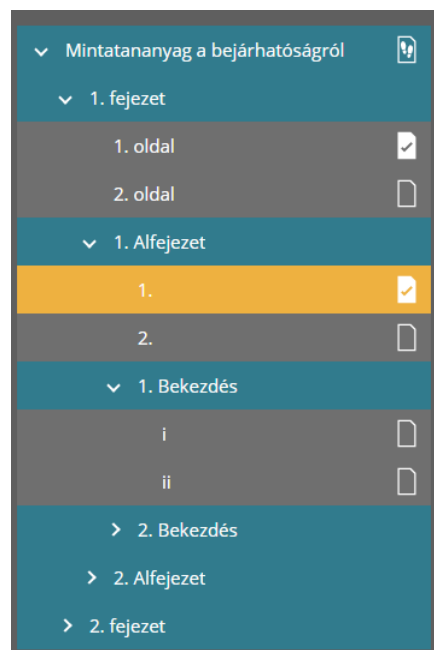 Mintatananyag a bejárhatóságról
1. fejezet
1. oldal
2. oldal
1. Alfejezet
1.
2.
1. Bekezdés
i
ii
2. Bekezdés
2. Alfejezet
2. fejezet